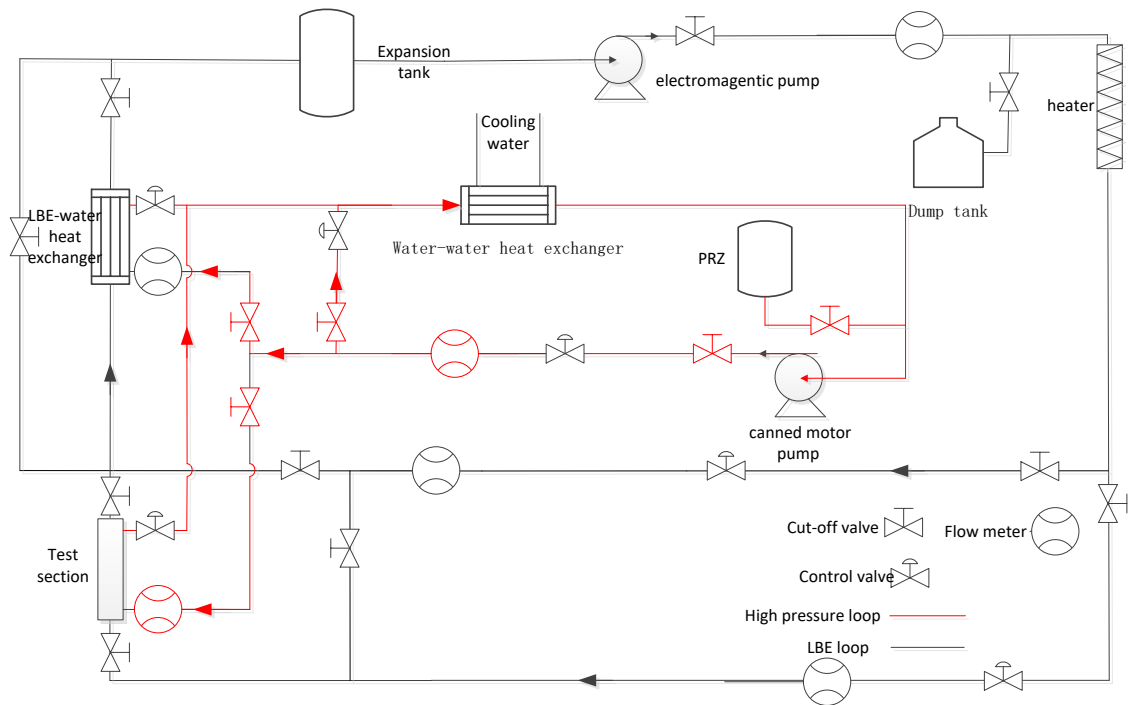 Expansion
tank
electromagentic pump
heater
Cooling
water
LBE-water
heat
exchanger
Dump tank
Water-water heat exchanger
PRZ
canned motor
pump
Test
section
Cut-off valve
Flow meter
Control valve
High pressure loop
LBE loop